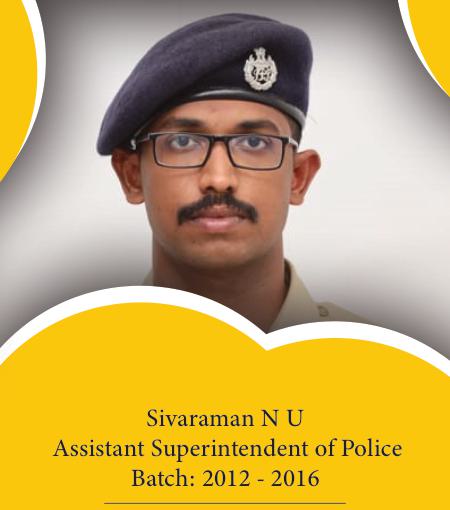 Sivaraman N U
Assistant Superintendent of Police
Batch: 2012 - 2016